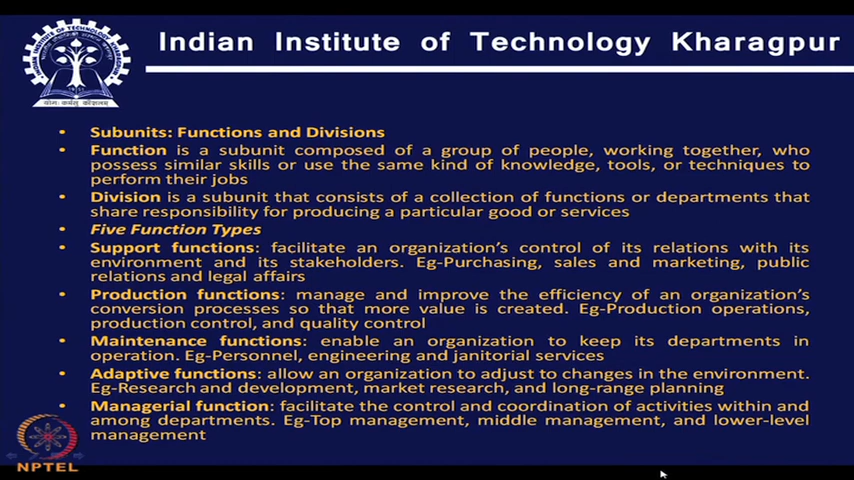 Indian Institute of Technology Kharagpur
• Subunits: Functions and Divisions
• Function is a subunit composed of a group of people, working together, who
possess similar skills or use the same kind of knowledge, tools, or techniques to
perform their jobs
• Division is a subunit that consists of a collection of functions or departments that
share responsibility for producing a particular good or services
• Five Function Types
• Support functions: facilitate an organization's control of its relations with its
environment and its stakeholders. Eg-Purchasing, sales and marketing, public
relations and legal affairs
• Production functions: manage and improve the efficiency of an organization's
conversion processes so that more value is created. Eg-Production operations,
production control, and quality control
• Maintenance functions: enable an organization to keep its departments in
operation. Eg-Personnel, engineering and janitorial services
• Adaptive functions: allow an organization to adjust to changes in the environment.
Eg-Research and development, market research, and long-range planning
• Managerial function: facilitate the control and coordination of activities within and
among departments. Eg-Top management, middle management, and lower-level
management
NPTEL